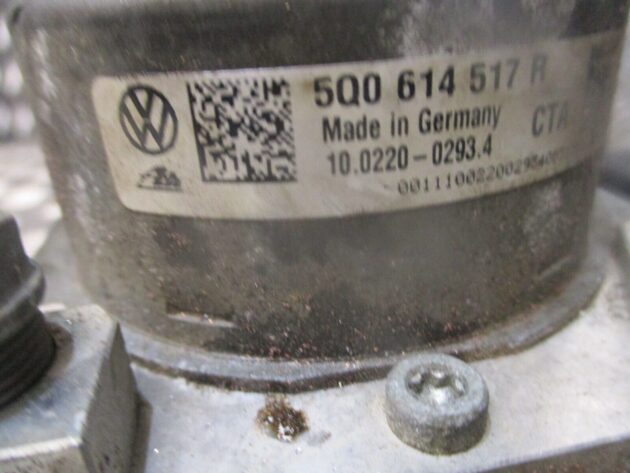 5Q0 614 517 R
Made in Germany
CTA
10.0220-0293.4